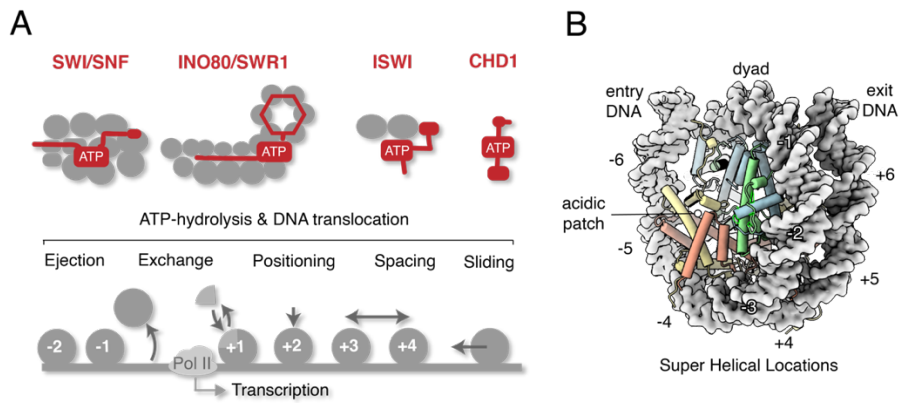 A
SWI/SNF INO80/SWR1 ISWI CHD1
ATP ATP ATP ATP
ATP-hydrolysis & DNA translocation
Ejection Exchange Positioning Spacing Sliding
-2 -1 +1 +2 +3 +4
Pol II
Transcription
B
dyad
entry DNA
exit DNA
-1
-6
+6
acidic patch
-2
-5
+5
-3
-4
+4
Super Helical Locations